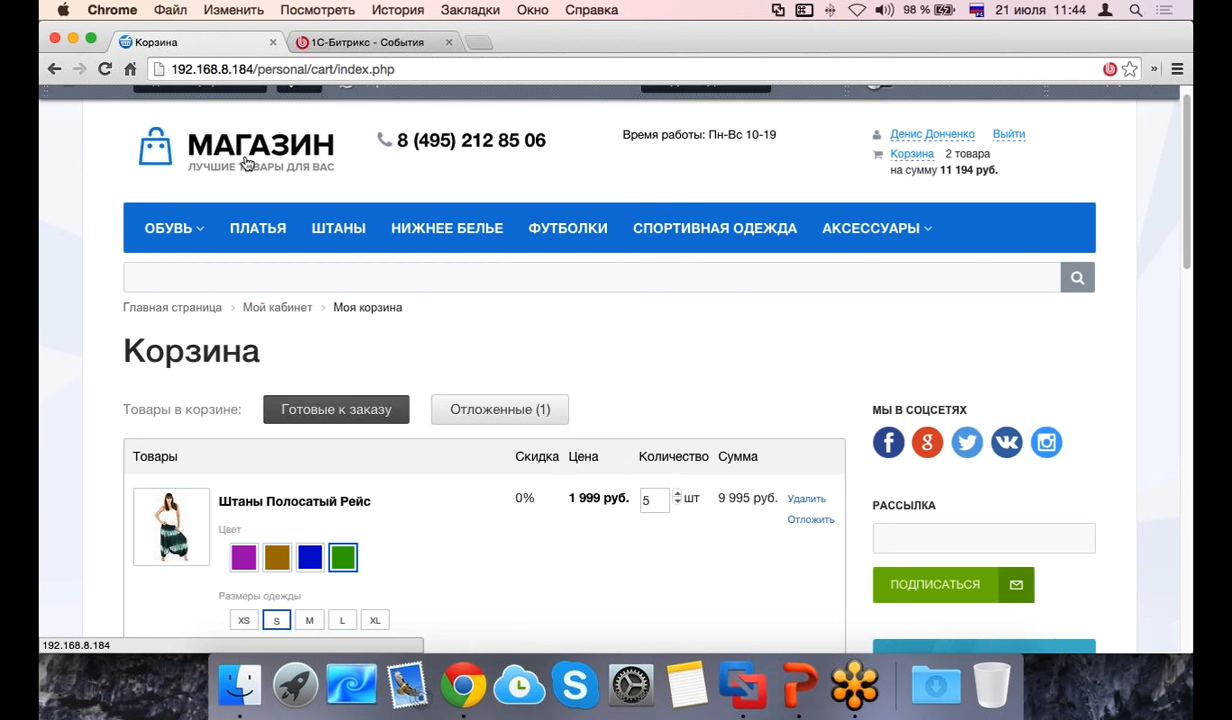 Chrome Файл Изменить Посмотреть История Закладки Окно Справка 98 % 21 июля 11:44
Корзина 1С-Битрикс - События
192.168.8.184/personal/cart/index.php
МАГАЗИН
ЛУЧШИЕ ТОВАРЫ ДЛЯ ВАС
8 (495) 212 85 06
Время работы: Пн-Вс 10-19
Денис Донченко Выйти
Корзина 2 товара
на сумму 11 194 руб.
ОБУВЬ ПЛАТЬЯ ШТАНЫ НИЖНЕЕ БЕЛЬЕ ФУТБОЛКИ СПОРТИВНАЯ ОДЕЖДА АКСЕССУАРЫ
Главная страница Мой кабинет Моя корзина
Корзина
Товары в корзине: Готовые к заказу Отложенные (1)
Товары Скидка Цена Количество Сумма
Штаны Полосатый Рейс 0% 1 999 руб. 5 шт 9 995 руб. Удалить
Отложить
Цвет
Размеры одежды
XS S M L XL
МЫ В СОЦСЕТЯХ
РАССЫЛКА
ПОДПИСАТЬСЯ
192.168.8.184